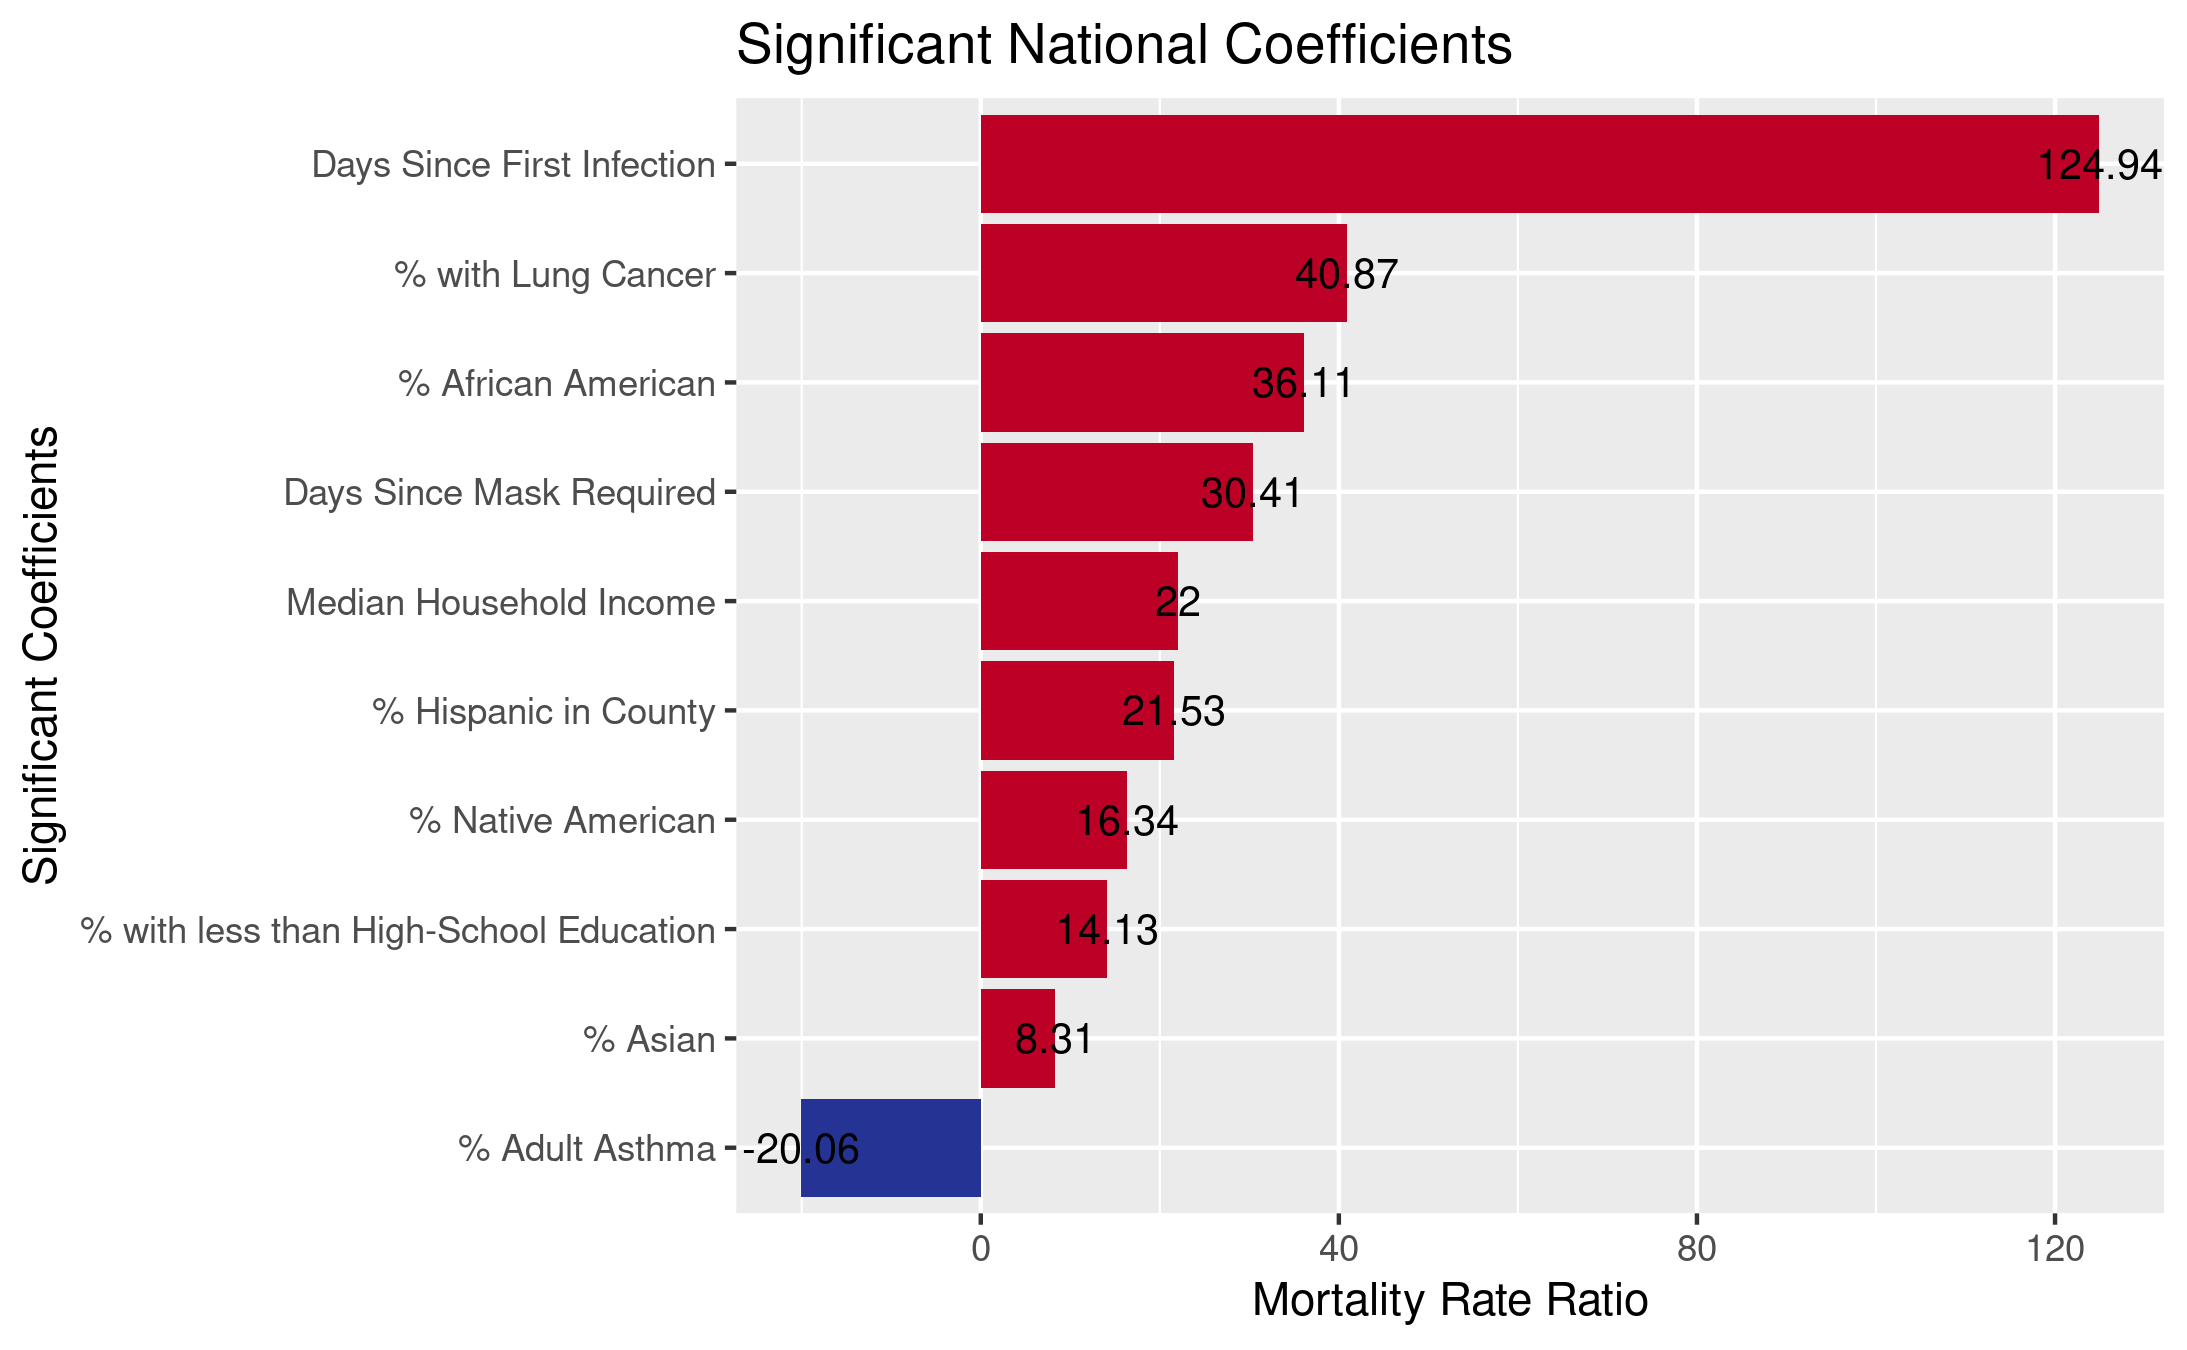 Significant National Coefficients
Significant Coefficients
Days Since First Infection
124.94
% with Lung Cancer
40.87
% African American
36.11
Days Since Mask Required
30.41
Median Household Income
22
% Hispanic in County
21.53
% Native American
16.34
% with less than High-School Education
14.13
% Asian
8.31
% Adult Asthma
-20.06
0 40 80 120
Mortality Rate Ratio